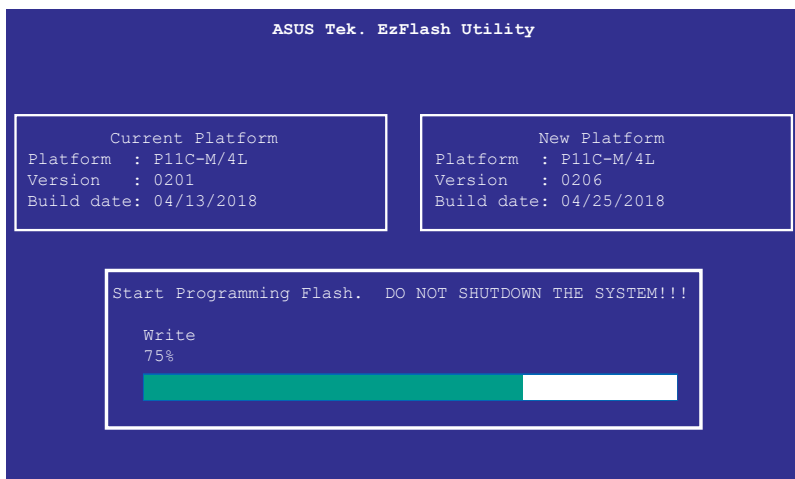 ASUS Tek. EzFlash Utility
Current Platform
Platform : P11C-M/4L
Version : 0201
Build date: 04/13/2018
New Platform
Platform : P11C-M/4L
Version : 0206
Build date: 04/25/2018
Start Programming Flash. DO NOT SHUTDOWN THE SYSTEM!!!
Write
75%